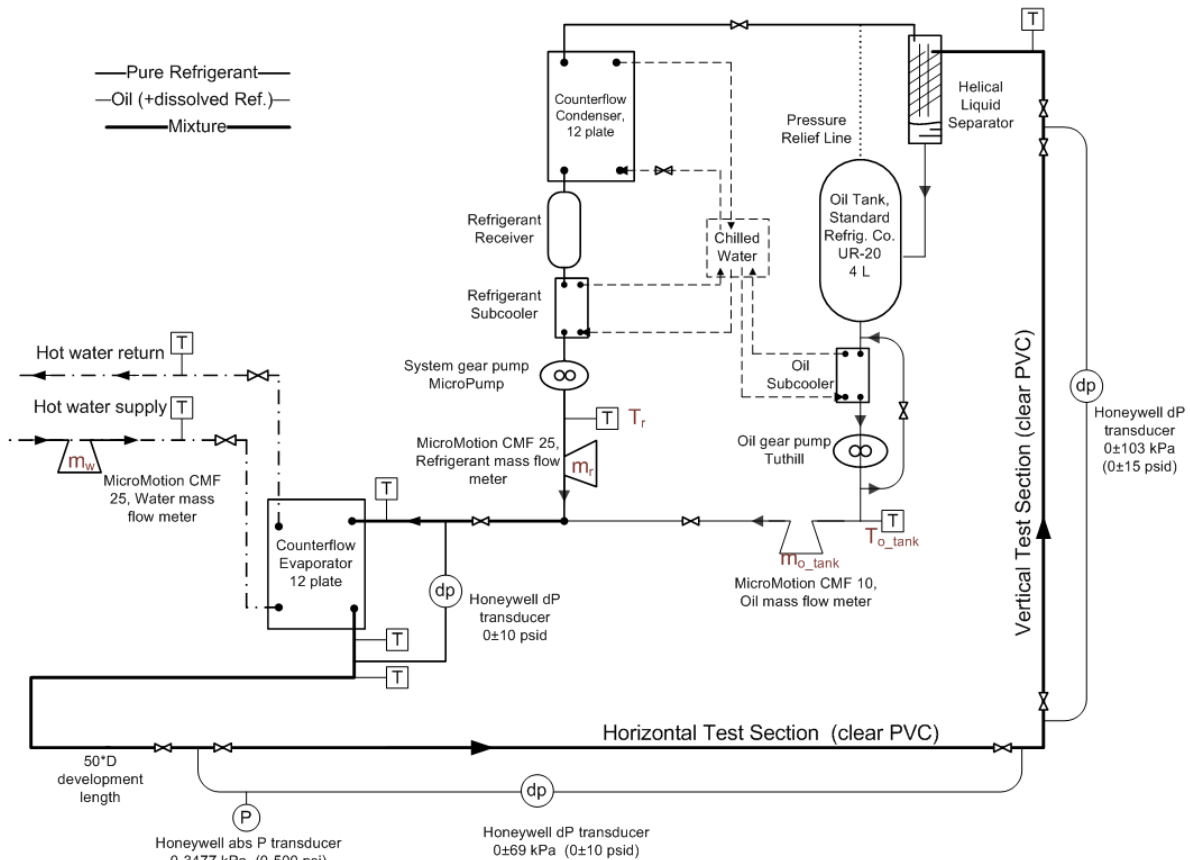 T
Pure Refrigerant
Oil (+dissolved Ref.)
Mixture
Counterflow
Condenser,
12 plate
Pressure
Relief Line
Helical
Liquid
Separator
Refrigerant
Receiver
Chilled
Water
Oil Tank,
Standard
Refrig. Co.
UR-20
4 L
Refrigerant
Subcooler
Hot water return
T
System gear pump
MicroPump
Oil
Subcooler
Hot water supply
T
T
Tr
Oil gear pump
Tuthill
dp
Honeywell dP
transducer
0±103 kPa
(0±15 psid)
Vertical Test Section (clear PVC)
mw
MicroMotion CMF
25, Water mass
flow meter
MicroMotion CMF 25,
Refrigerant mass flow
meter
mr
T
T
To_tank
mo_tank
MicroMotion CMF 10,
Oil mass flow meter
Counterflow
Evaporator
12 plate
dp
Honeywell dP
transducer
0±10 psid
T
T
Horizontal Test Section (clear PVC)
50*D
development
length
dp
P
Honeywell abs P transducer
0-3477 kPa (0-500 psi)
Honeywell dP transducer
0±69 kPa (0±10 psid)